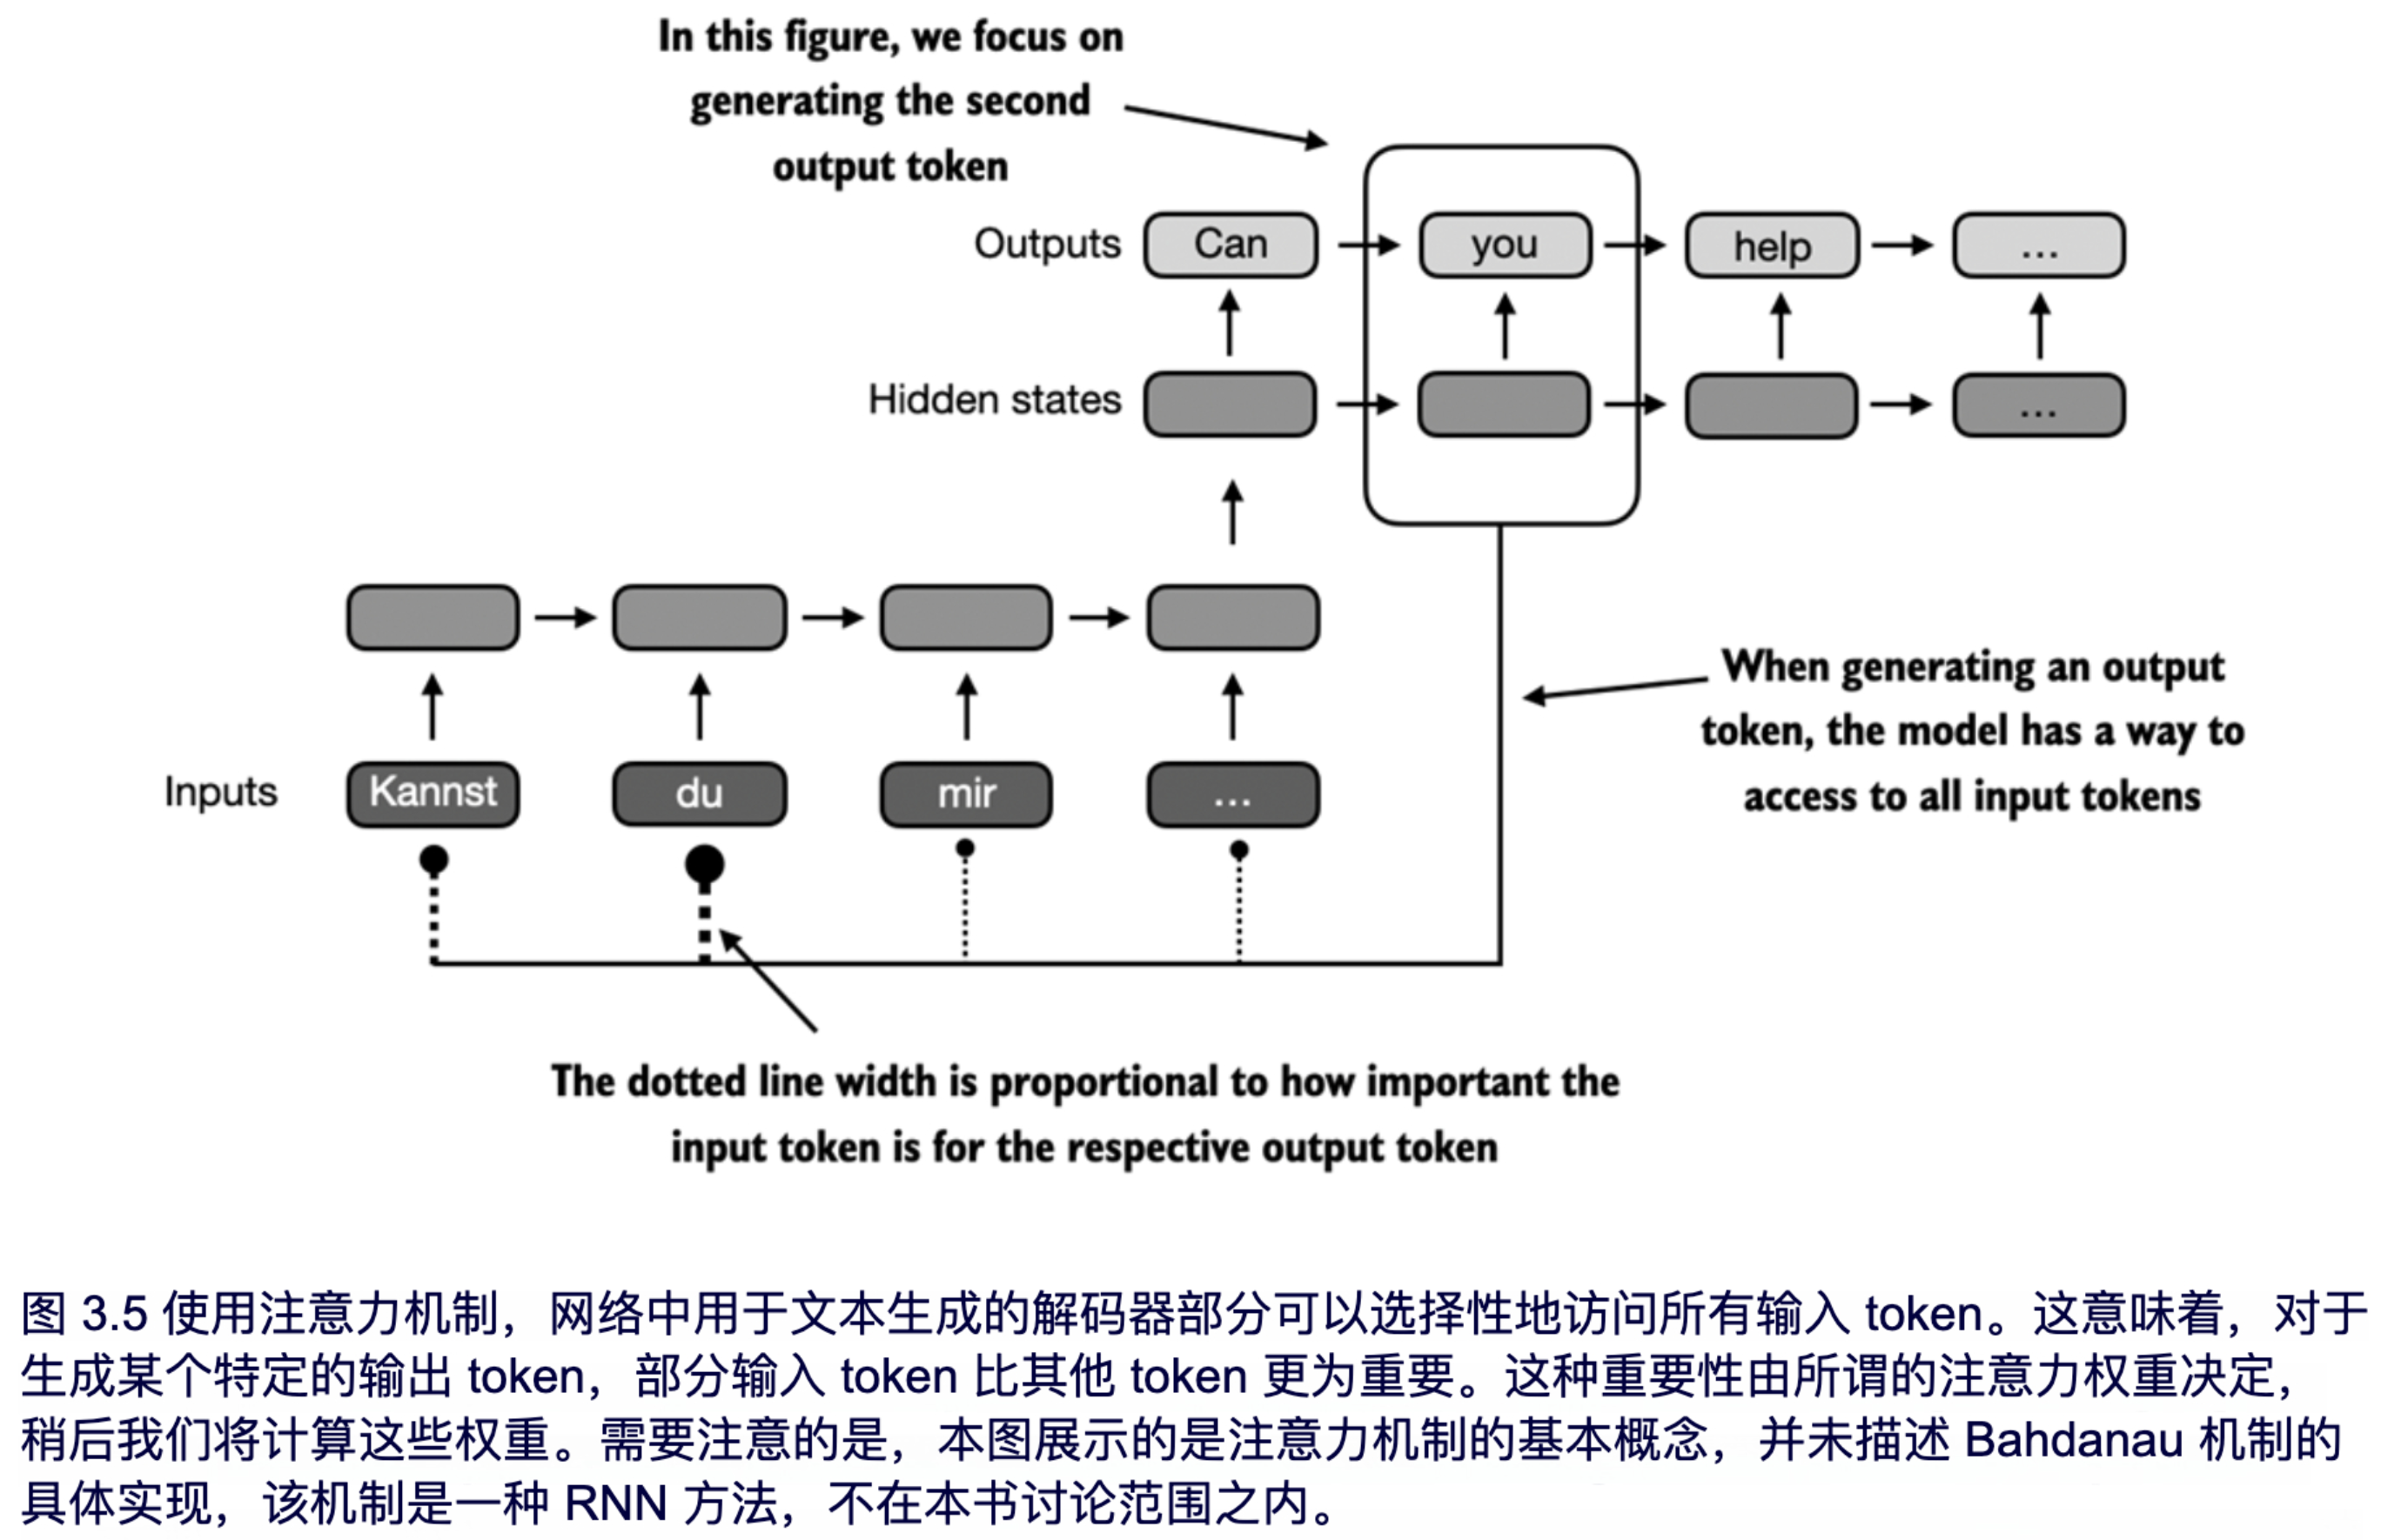 In this figure, we focus on
generating the second
output token
Outputs Can you help ...
Hidden states ...
Inputs Kannst du mir ...
When generating an output
token, the model has a way to
access to all input tokens
The dotted line width is proportional to how important the
input token is for the respective output token
图 3.5 使用注意力机制，网络中用于文本生成的解码器部分可以选择性地访问所有输入 token。这意味着，对于
生成某个特定的输出 token，部分输入 token 比其他 token 更为重要。这种重要性由所谓的注意力权重决定，
稍后我们将计算这些权重。需要注意的是，本图展示的是注意力机制的基本概念，并未描述 Bahdanau 机制的
具体实现，该机制是一种 RNN 方法，不在本书讨论范围之内。